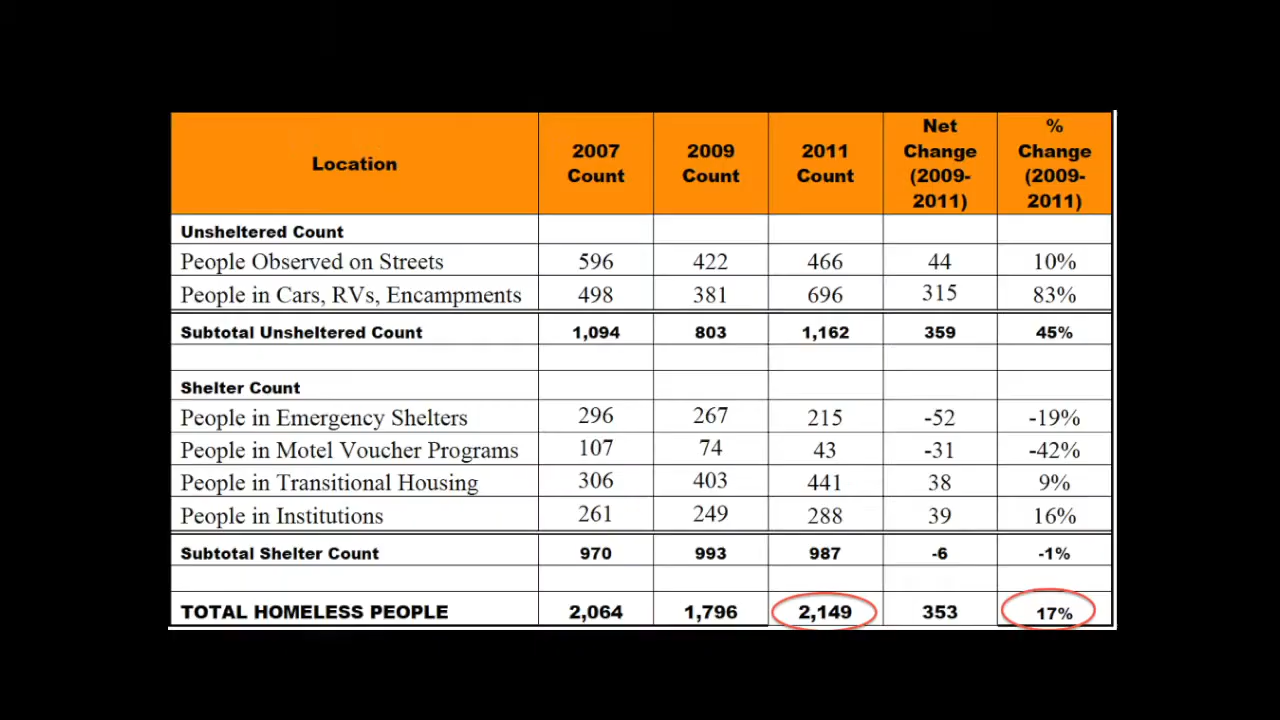 Location 2007 Count 2009 Count 2011 Count Net Change (2009-2011) % Change (2009-2011)
Unsheltered Count
People Observed on Streets 596 422 466 44 10%
People in Cars, RVs, Encampments 498 381 696 315 83%
Subtotal Unsheltered Count 1,094 803 1,162 359 45%
Shelter Count
People in Emergency Shelters 296 267 215 -52 -19%
People in Motel Voucher Programs 107 74 43 -31 -42%
People in Transitional Housing 306 403 441 38 9%
People in Institutions 261 249 288 39 16%
Subtotal Shelter Count 970 993 987 -6 -1%
TOTAL HOMELESS PEOPLE 2,064 1,796 2,149 353 17%